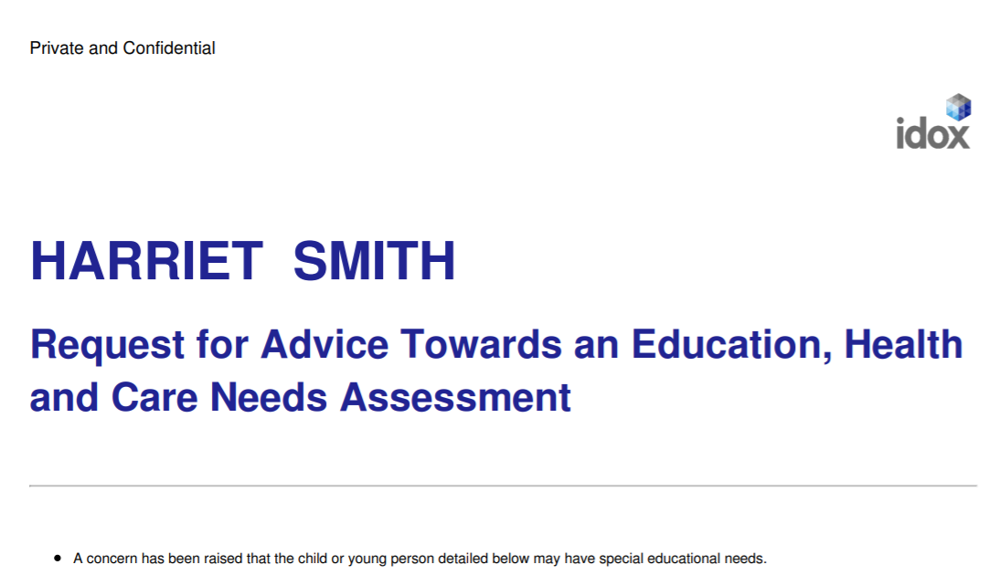 Private and Confidential
idox
HARRIET SMITH
Request for Advice Towards an Education, Health
and Care Needs Assessment
• A concern has been raised that the child or young person detailed below may have special educational needs.